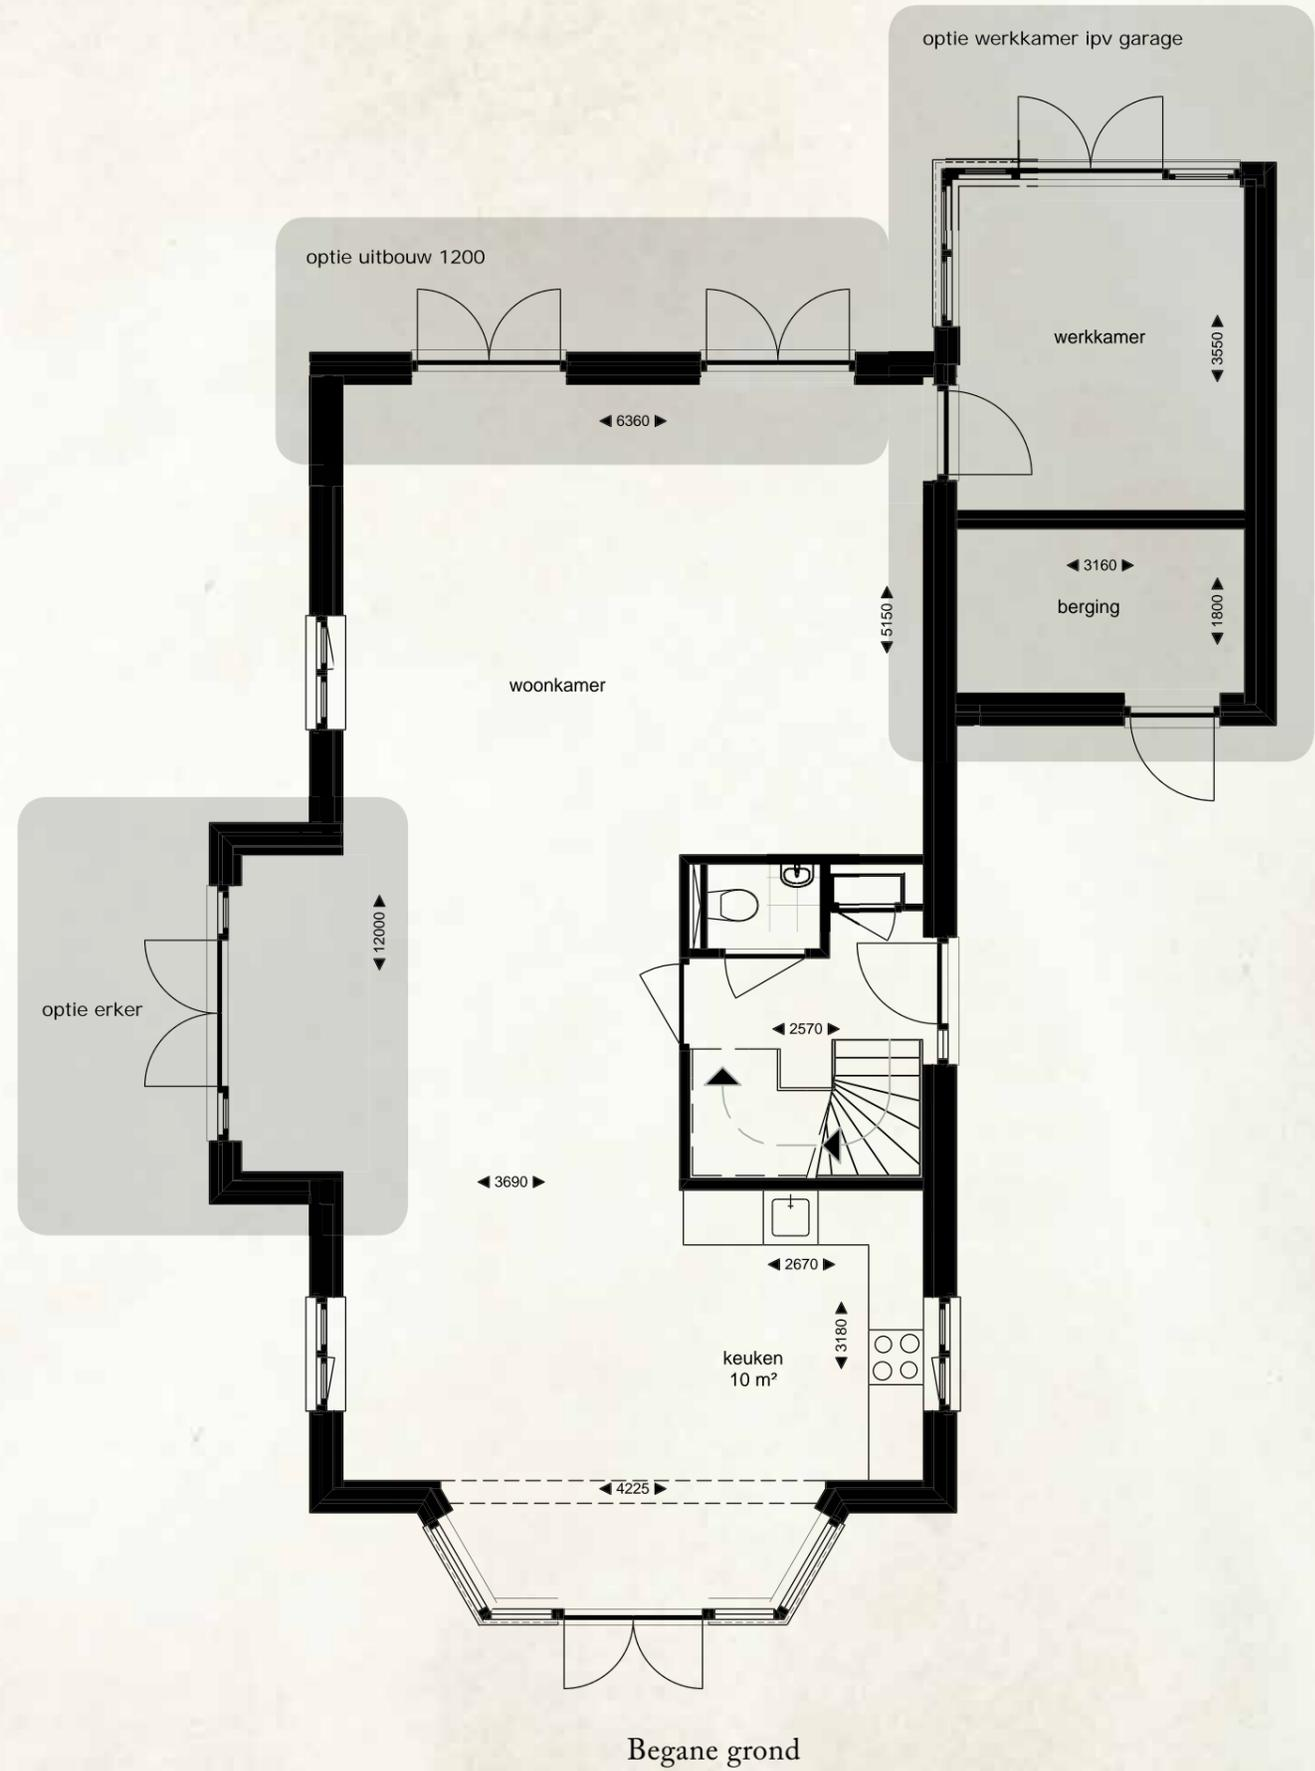 optie werkkamer ipv garage
optie uitbouw 1200
werkkamer
3550
6360
3160
berging
1800
5150
woonkamer
12000
optie erker
2570
3690
2670
3180
keuken
10 m²
4225
Begane grond